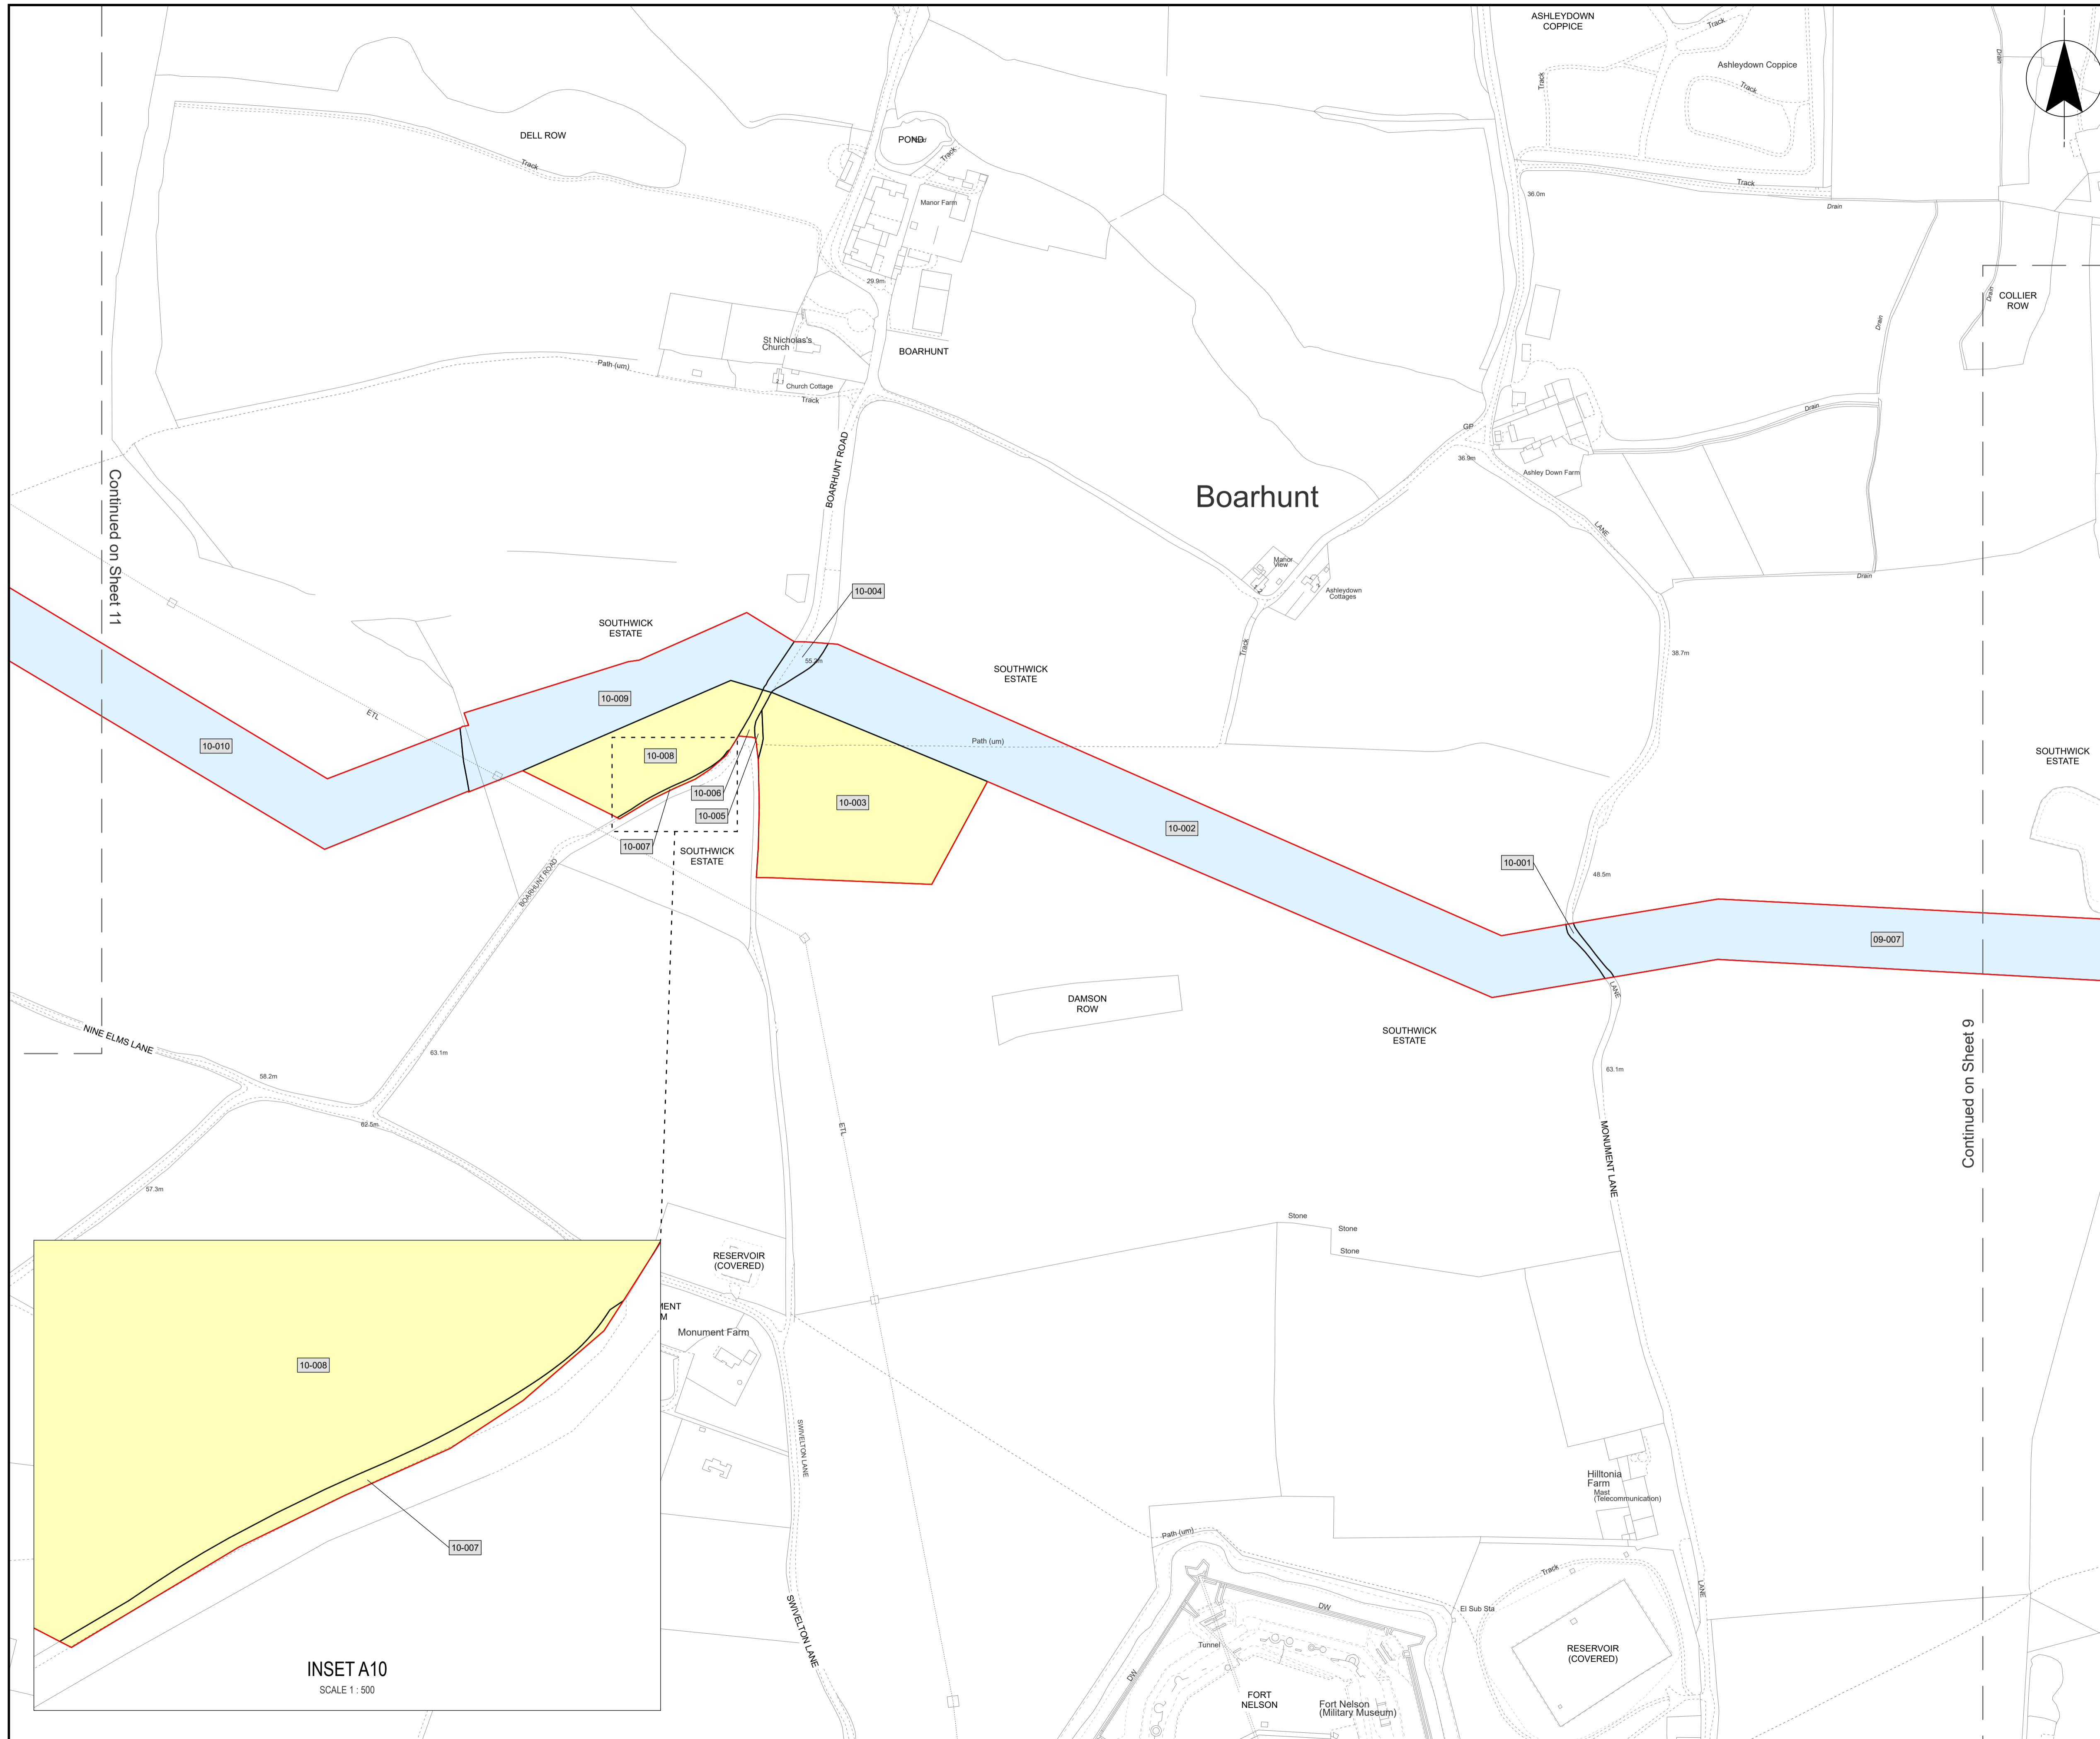 ASHLEYDOWN
COPPICE
Track
Drain
Ashleydown Coppice
Track
Track
DELL ROW
Track
POND
Track
Track
Drain
Manor Farm
36.0m
29.9m
COLLIER
ROW
Drain
Drain
St Nicholas's
Church
BOARHUNT
Path (um)
Church Cottage
Track
Drain
GP
BOARHUNT ROAD
36.9m
Ashley Down Farm
Continued on Sheet 11
Boarhunt
LANE
Manor
View
Drain
Ashleydown
Cottages
1
2
10-004
SOUTHWICK
ESTATE
Track
38.7m
55.2m
SOUTHWICK
ESTATE
10-009
ETL
10-010
Path (um)
10-008
SOUTHWICK
ESTATE
10-006
10-003
10-005
10-002
10-007
SOUTHWICK
ESTATE
BOARHUNT ROAD
10-001
48.5m
09-007
LANE
DAMSON
ROW
SOUTHWICK
ESTATE
NINE ELMS LANE
63.1m
58.2m
63.1m
62.5m
ETL
Continued on Sheet 9
MONUMENT LANE
57.3m
Stone
Stone
Stone
RESERVOIR
(COVERED)
MENT
M
Monument Farm
10-008
SWIVELTON LANE
Hilltonia
Farm
Mast
(Telecommunication)
10-007
Path (um)
Track
LANE
SWIVELTON LANE
DW
El Sub Sta
Tunnel
RESERVOIR
(COVERED)
DW
INSET A10
SCALE 1 : 500
FORT
NELSON
Fort Nelson
(Military Museum)